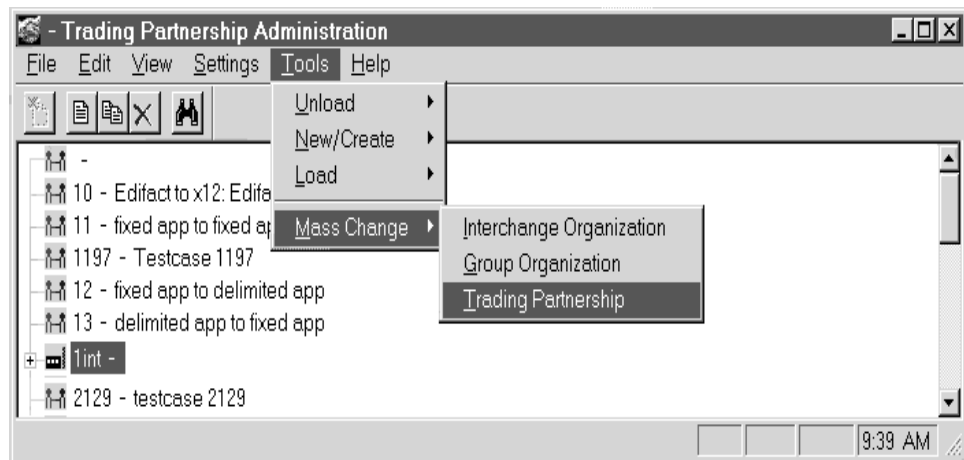 - Trading Partnership Administration
File Edit View Settings Tools Help
Unload
New/Create
Load
Mass Change
Interchange Organization
Group Organization
Trading Partnership
-
10 - Edifact to x12: Edifa
11 - fixed app to fixed ap
1197 - Testcase 1197
12 - fixed app to delimited app
13 - delimited app to fixed app
1int -
2129 - testcase 2129
9:39 AM